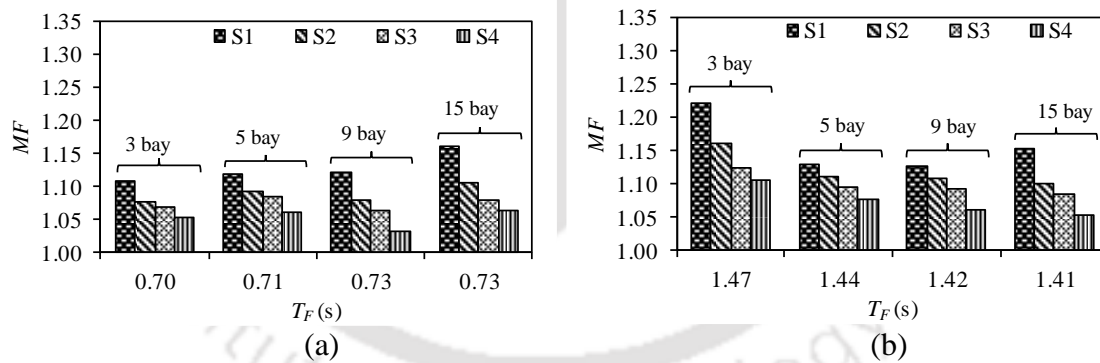 1.35
1.30
1.25
1.20
1.15
1.10
1.05
1.00
MF
S1 S2 S3 S4
3 bay
5 bay
9 bay
15 bay
0.70 0.71 0.73 0.73
T_F (s)
(a)
1.35
1.30
1.25
1.20
1.15
1.10
1.05
1.00
MF
S1 S2 S3 S4
3 bay
5 bay
9 bay
15 bay
1.47 1.44 1.42 1.41
T_F (s)
(b)